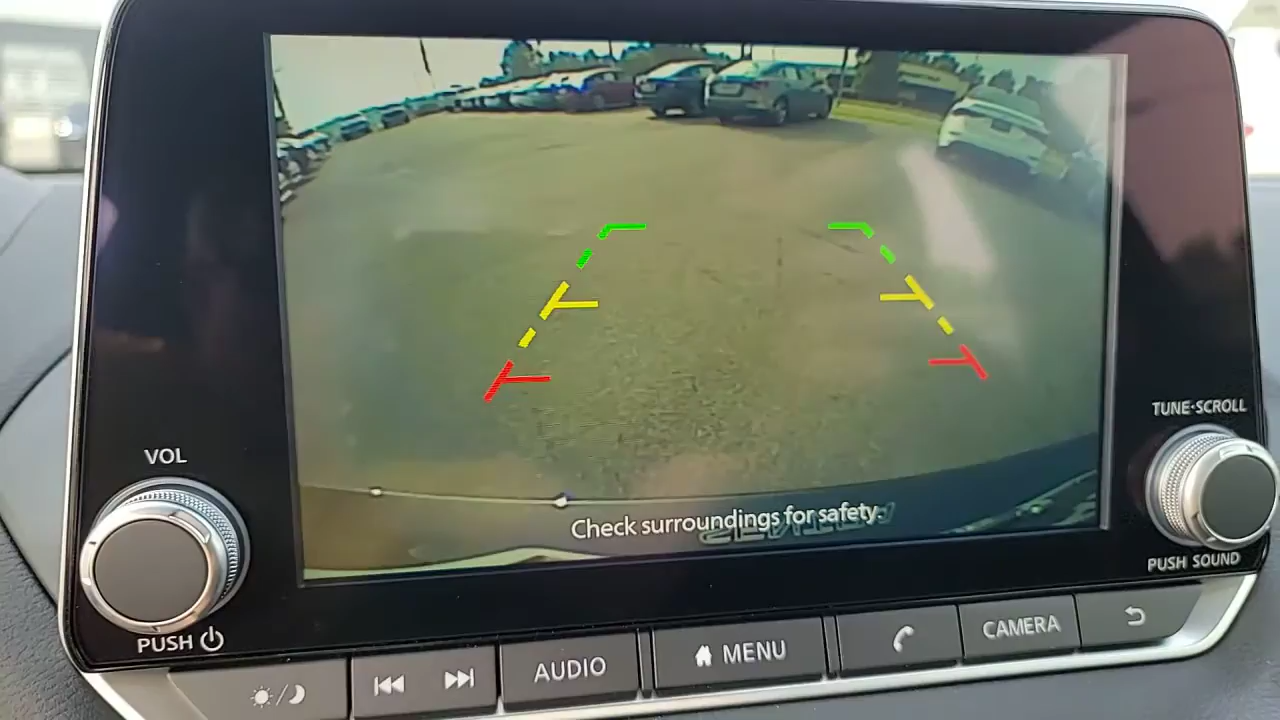 TUNE·SCROLL
VOL
Check surroundings for safety.
PUSH SOUND
PUSH
AUDIO
MENU
CAMERA